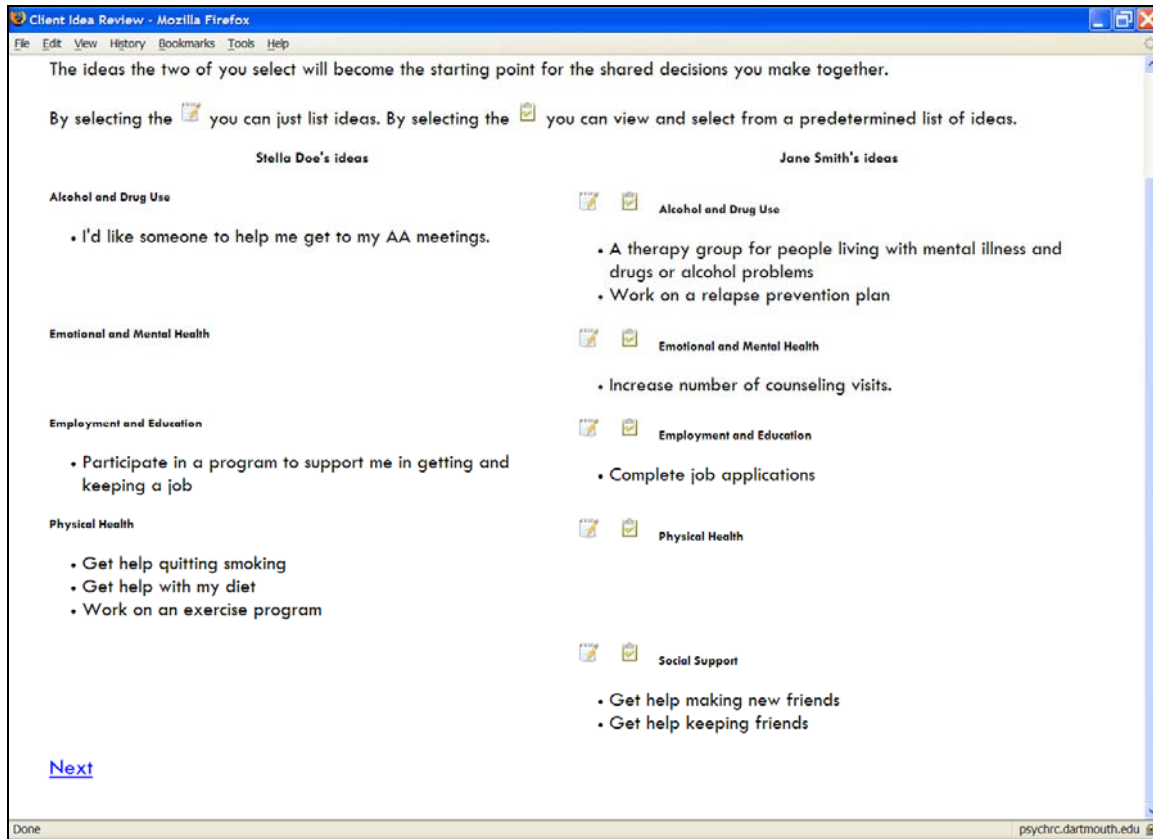 Client Idea Review - Mozilla Firefox
File Edit View History Bookmarks Tools Help
The ideas the two of you select will become the starting point for the shared decisions you make together.
By selecting the you can just list ideas. By selecting the you can view and select from a predetermined list of ideas.
Stella Doe's ideas
Jane Smith's ideas
Alcohol and Drug Use
• I'd like someone to help me get to my AA meetings.
Alcohol and Drug Use
• A therapy group for people living with mental illness and
drugs or alcohol problems
• Work on a relapse prevention plan
Emotional and Mental Health
Emotional and Mental Health
• Increase number of counseling visits.
Employment and Education
• Participate in a program to support me in getting and
keeping a job
Employment and Education
• Complete job applications
Physical Health
• Get help quitting smoking
• Get help with my diet
• Work on an exercise program
Physical Health
Social Support
• Get help making new friends
• Get help keeping friends
Next
Done
psychrc.dartmouth.edu